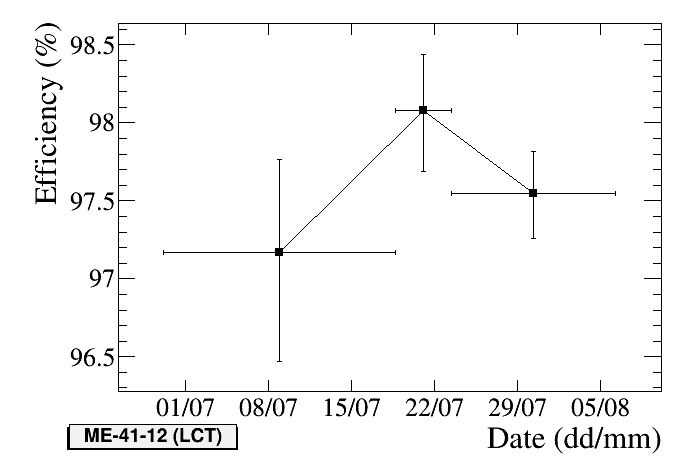 Efficiency (%)
98.5
98
97.5
97
96.5
01/07 08/07 15/07 22/07 29/07 05/08
ME-41-12 (LCT)
Date (dd/mm)